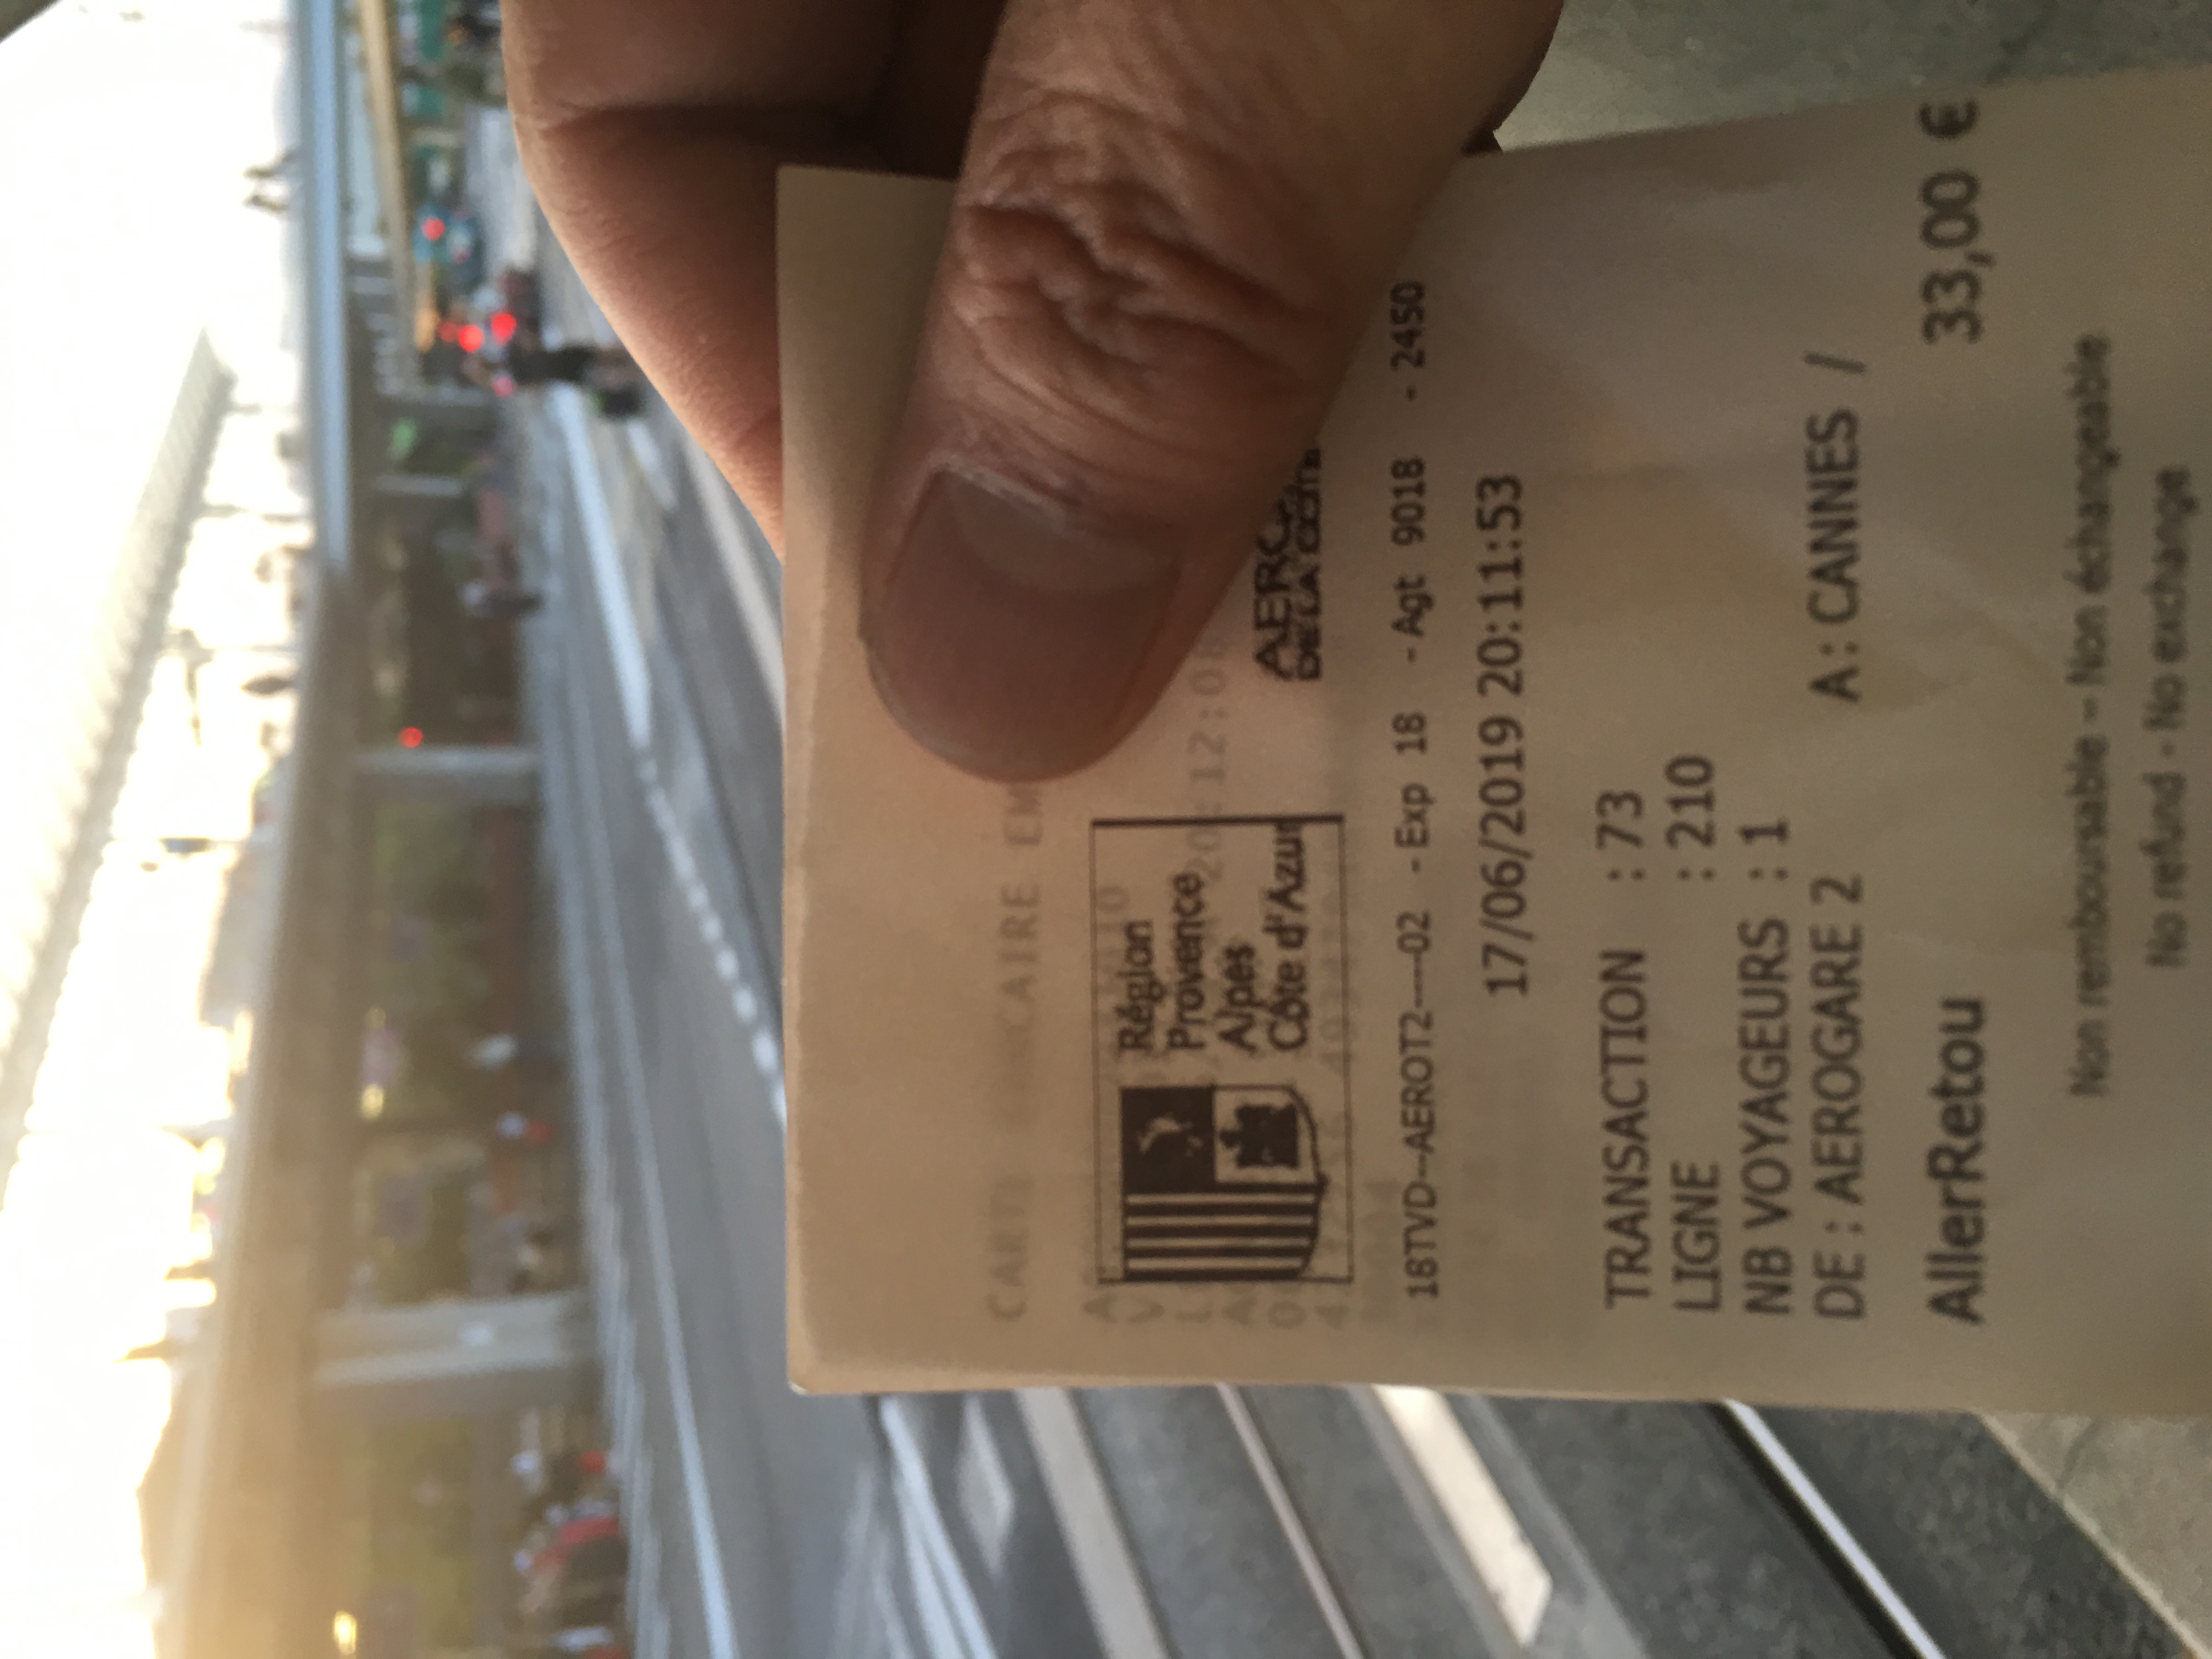 Région
Provence
Alpes
Côte d'Azur
18TVD--AEROT2----02 -Exp 18 -Agt 9018 - 2450
17/06/2019 20:11:53
TRANSACTION : 73
LIGNE : 210
NB VOYAGEURS : 1
DE : AEROGARE 2 A : CANNES /
AllerRetou 33,00 €
Non remboursable - Non échangeable
No refund - No exchange